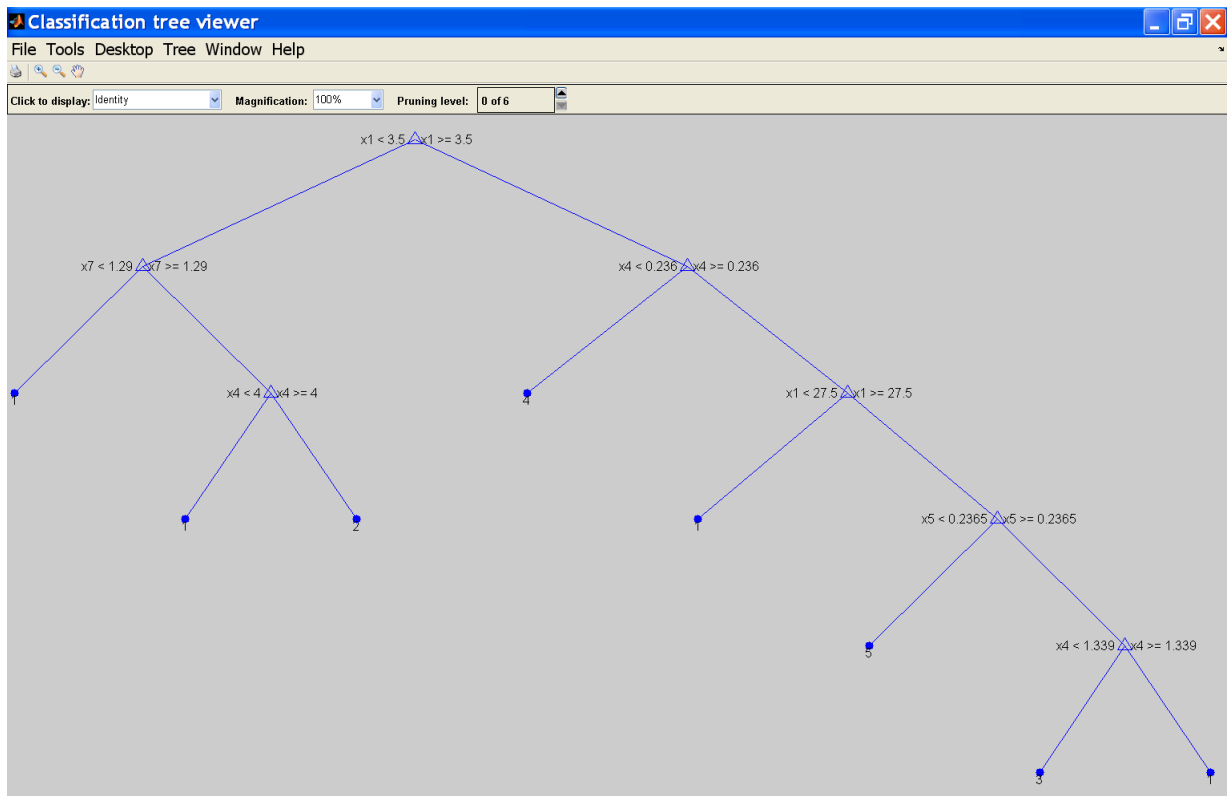 Classification tree viewer
File Tools Desktop Tree Window Help
Click to display: Identity Magnification: 100% Pruning level: 0 of 6
x1 < 3.5 x1 >= 3.5
x7 < 1.29 x7 >= 1.29 x4 < 0.236 x4 >= 0.236
1 x4 < 4 x4 >= 4 4 x1 < 27.5 x1 >= 27.5
1 2 1 x5 < 0.2365 x5 >= 0.2365
5 x4 < 1.339 x4 >= 1.339
3 1